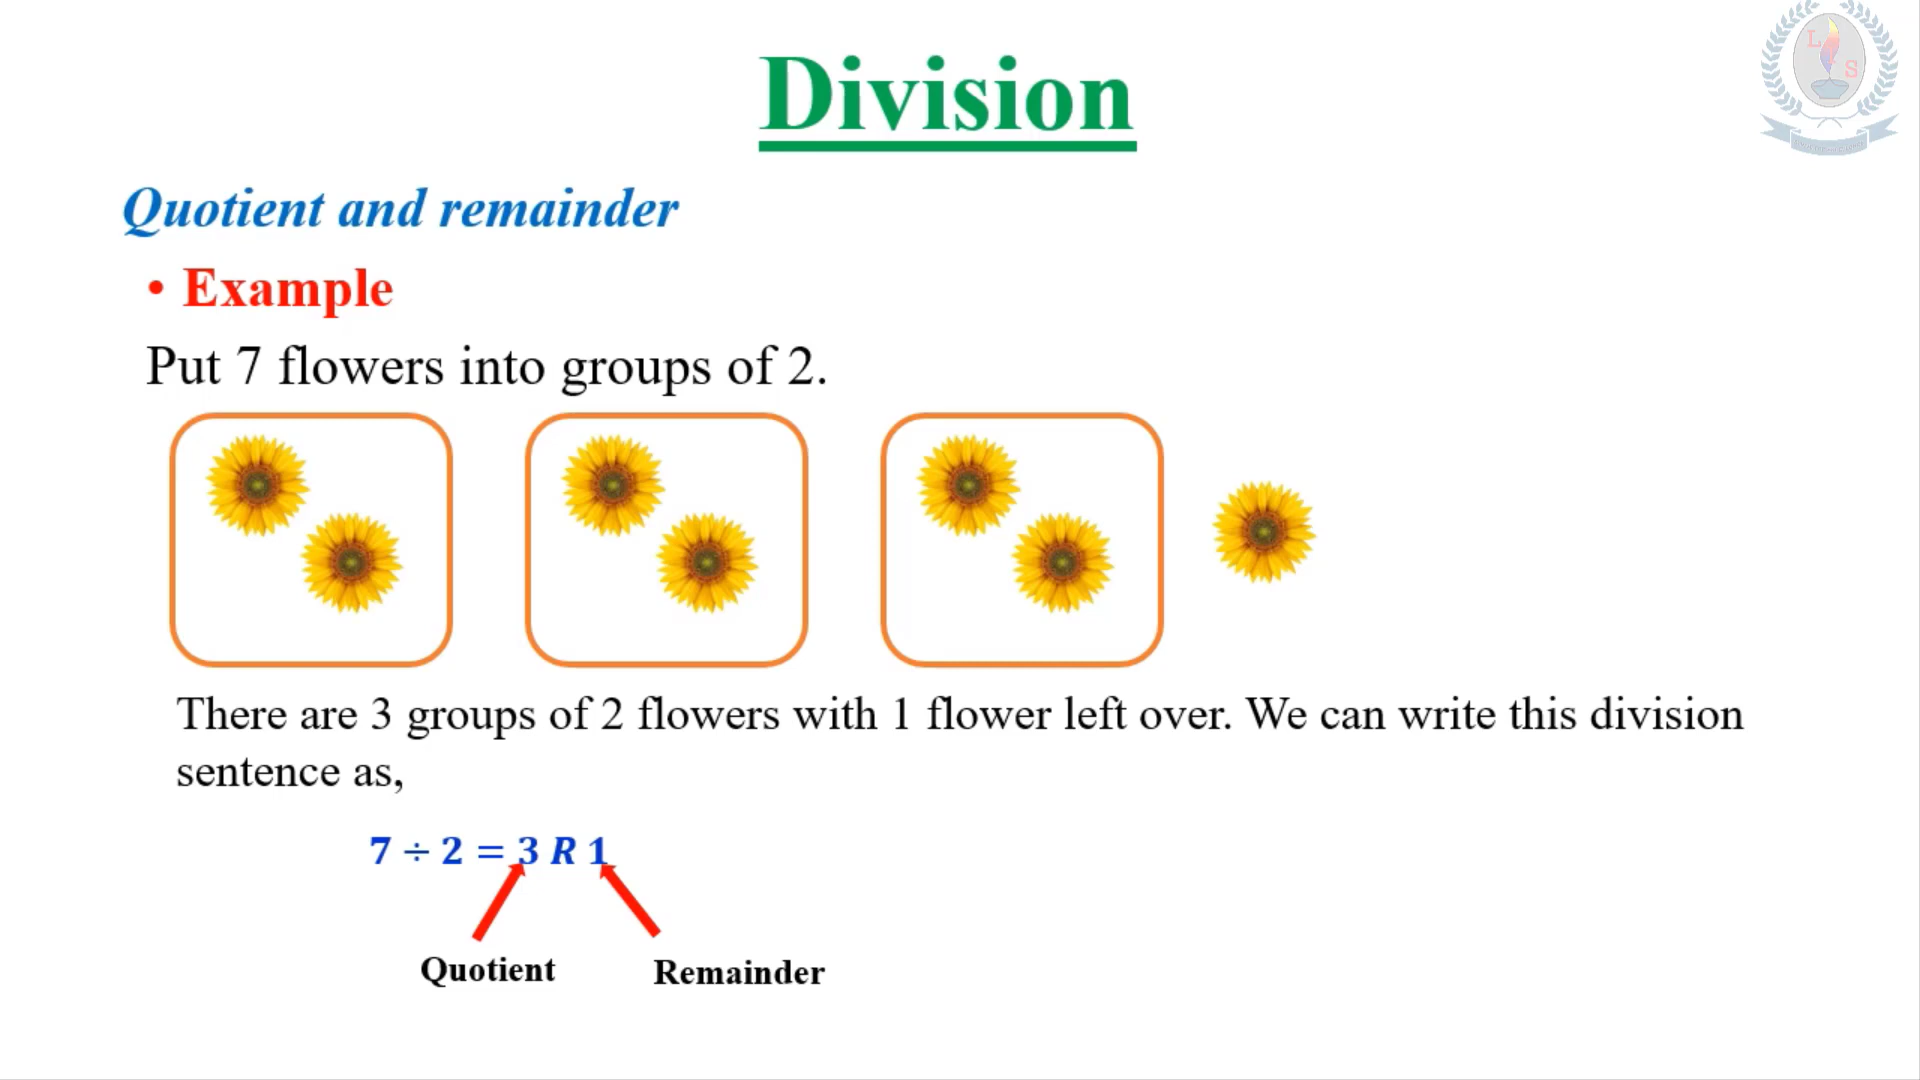 Division
L
S
Quotient and remainder
• Example
Put 7 flowers into groups of 2.
There are 3 groups of 2 flowers with 1 flower left over. We can write this division
sentence as,
7 ÷ 2 = 3 R 1
Quotient
Remainder